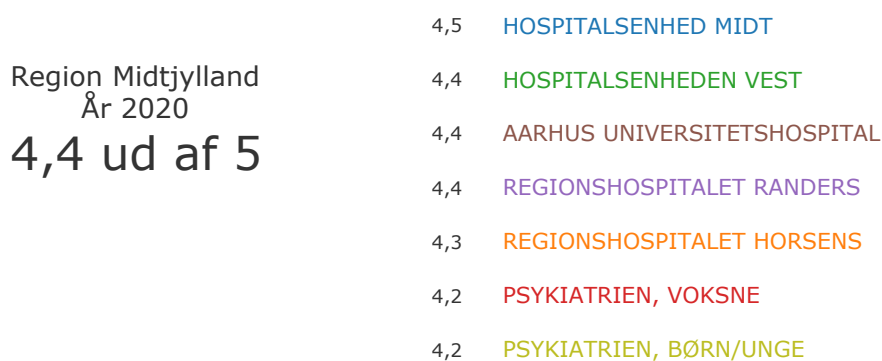 Region Midtjylland
År 2020
4,4 ud af 5
4,5 HOSPITALSENHED MIDT
4,4 HOSPITALSENHEDEN VEST
4,4 AARHUS UNIVERSITETSHOSPITAL
4,4 REGIONSHOSPITALET RANDERS
4,3 REGIONSHOSPITALET HORSENS
4,2 PSYKIATRIEN, VOKSNE
4,2 PSYKIATRIEN, BØRN/UNGE